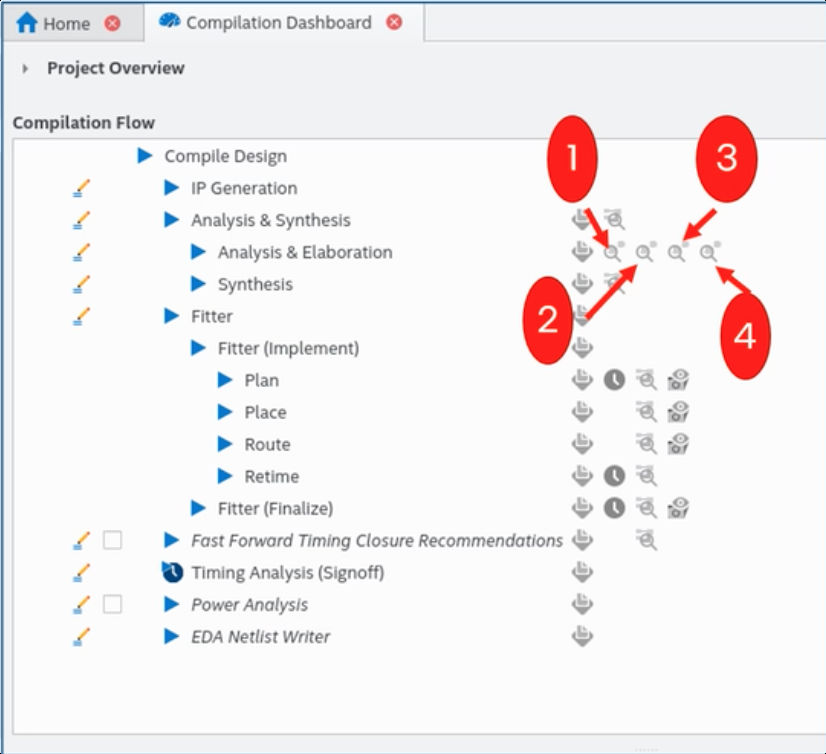 Home
Compilation Dashboard
Project Overview
Compilation Flow
Compile Design
IP Generation
Analysis & Synthesis
Analysis & Elaboration
Synthesis
Fitter
Fitter (Implement)
Plan
Place
Route
Retime
Fitter (Finalize)
Fast Forward Timing Closure Recommendations
Timing Analysis (Signoff)
Power Analysis
EDA Netlist Writer
1
3
2
4